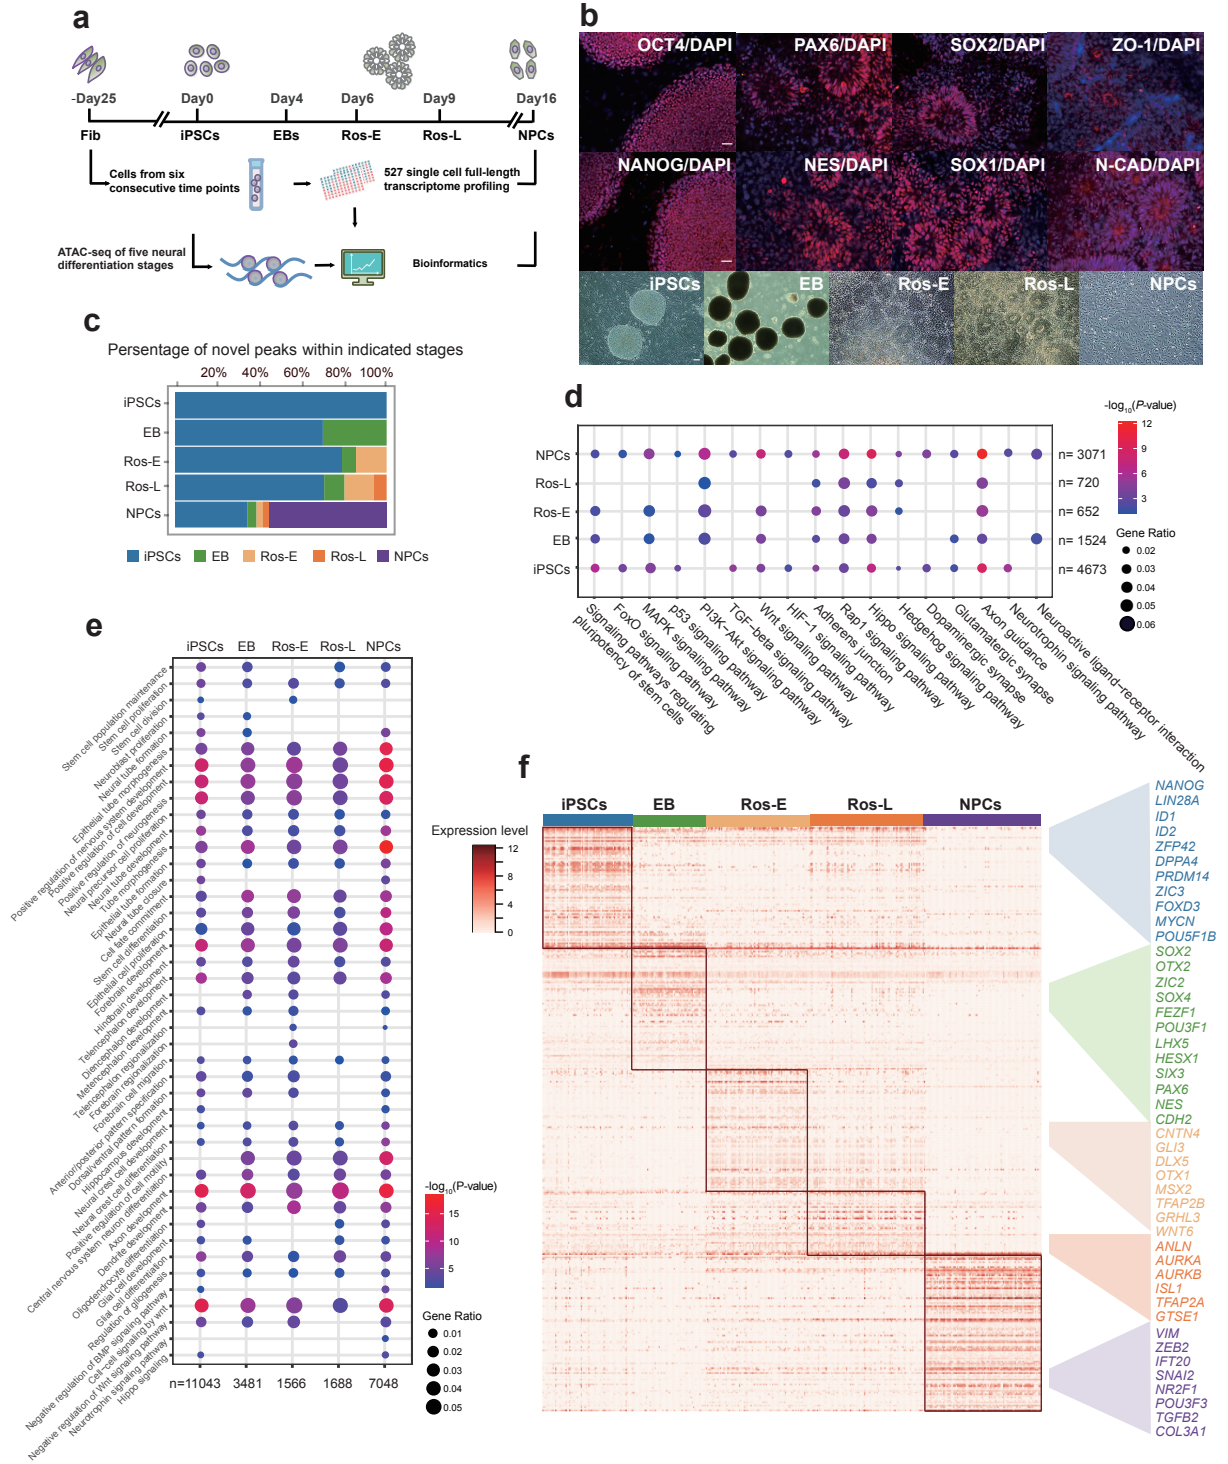 a
-Day25
Day0
Day4
Day6
Day9
Day16
Fib
iPSCs
EBs
Ros-E
Ros-L
NPCs
Cells from six
consecutive time points
527 single cell full-length
transcriptome profiling
ATAC-seq of five neural
differentiation stages
Bioinformatics
b
OCT4/DAPI
PAX6/DAPI
SOX2/DAPI
ZO-1/DAPI
NANOG/DAPI
NES/DAPI
SOX1/DAPI
N-CAD/DAPI
iPSCs
EB
Ros-E
Ros-L
NPCs
c
Percentage of novel peaks within indicated stages
20% 40% 60% 80% 100%
iPSCs
EB
Ros-E
Ros-L
NPCs
iPSCs EB Ros-E Ros-L NPCs
d
NPCs
Ros-L
Ros-E
EB
iPSCs
n= 3071
n= 720
n= 652
n= 1524
n= 4673
Signaling pathways regulating
pluripotency of stem cells
FoxO signaling pathway
MAPK signaling pathway
p53 signaling pathway
PI3K-Akt signaling pathway
TGF-beta signaling pathway
Wnt signaling pathway
HIF-1 signaling pathway
Adherens junction
Rap1 signaling pathway
Hippo signaling pathway
Hedgehog signaling pathway
Dopaminergic synapse
Glutamatergic synapse
Axon guidance
Neurotrophin signaling pathway
Neuroactive ligand-receptor interaction
-log10(P-value)
12
9
6
3
Gene Ratio
0.02
0.03
0.04
0.05
0.06
e
iPSCs EB Ros-E Ros-L NPCs
Stem cell population maintenance
Stem cell proliferation
Stem cell division
Neuroblast proliferation
Neural tube formation
Epithelial tube morphogenesis
Positive regulation of nervous system development
Positive regulation of cell development
Positive regulation of neurogenesis
Neural precursor cell proliferation
Neural tube development
Tube morphogenesis
Epithelial tube formation
Neural tube closure
Cell fate commitment
Stem cell differentiation
Epithelial cell proliferation
Forebrain development
Hindbrain development
Telencephalon development
Diencephalon development
Metencephalon development
Telencephalon regionalization
Forebrain regionalization
Forebrain cell migration
Anterior/posterior pattern specification
Dorsal/ventral pattern formation
Hippocampus development
Neural crest cell development
Neural crest cell differentiation
Positive regulation of cell motility
Central nervous system neuron differentiation
Axon development
Dendrite development
Oligodendrocyte differentiation
Glial cell development
Glial cell differentiation
Regulation of gliogenesis
Negative regulation of BMP signaling pathway
Cell-cell signaling by wnt
Negative regulation of Wnt signaling pathway
Neurotrophin signaling pathway
Hippo signaling
n=11043 3481 1566 1688 7048
-log10(P-value)
15
10
5
Gene Ratio
0.01
0.02
0.03
0.04
0.05
f
iPSCs EB Ros-E Ros-L NPCs
Expression level
12
8
4
0
NANOG
LIN28A
ID1
ID2
ZFP42
DPPA4
PRDM14
ZIC3
FOXD3
MYCN
POU5F1B
SOX2
OTX2
ZIC2
SOX4
FEZF1
POU3F1
LHX5
HESX1
SIX3
PAX6
NES
CDH2
CNTN4
GLI3
DLX5
OTX1
MSX2
TFAP2B
GRHL3
WNT6
ANLN
AURKA
AURKB
ISL1
TFAP2A
GTSE1
VIM
ZEB2
IFT20
SNAI2
NR2F1
POU3F3
TGFB2
COL3A1